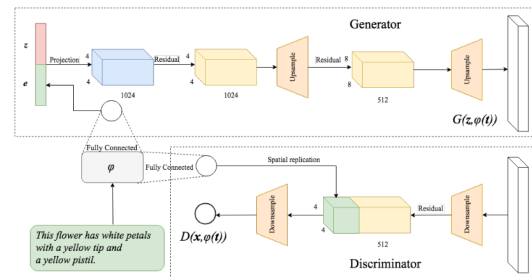 Generator
z
e
Projection
4
4
1024
Residual
4
4
1024
Upsample
Residual
8
8
512
Upsample
G(z,φ(t))
Fully Connected
φ
Fully Connected
Spatial replication
This flower has white petals
with a yellow tip and
a yellow pistil.
D(x,φ(t))
Downsample
4
4
512
Residual
Downsample
Discriminator